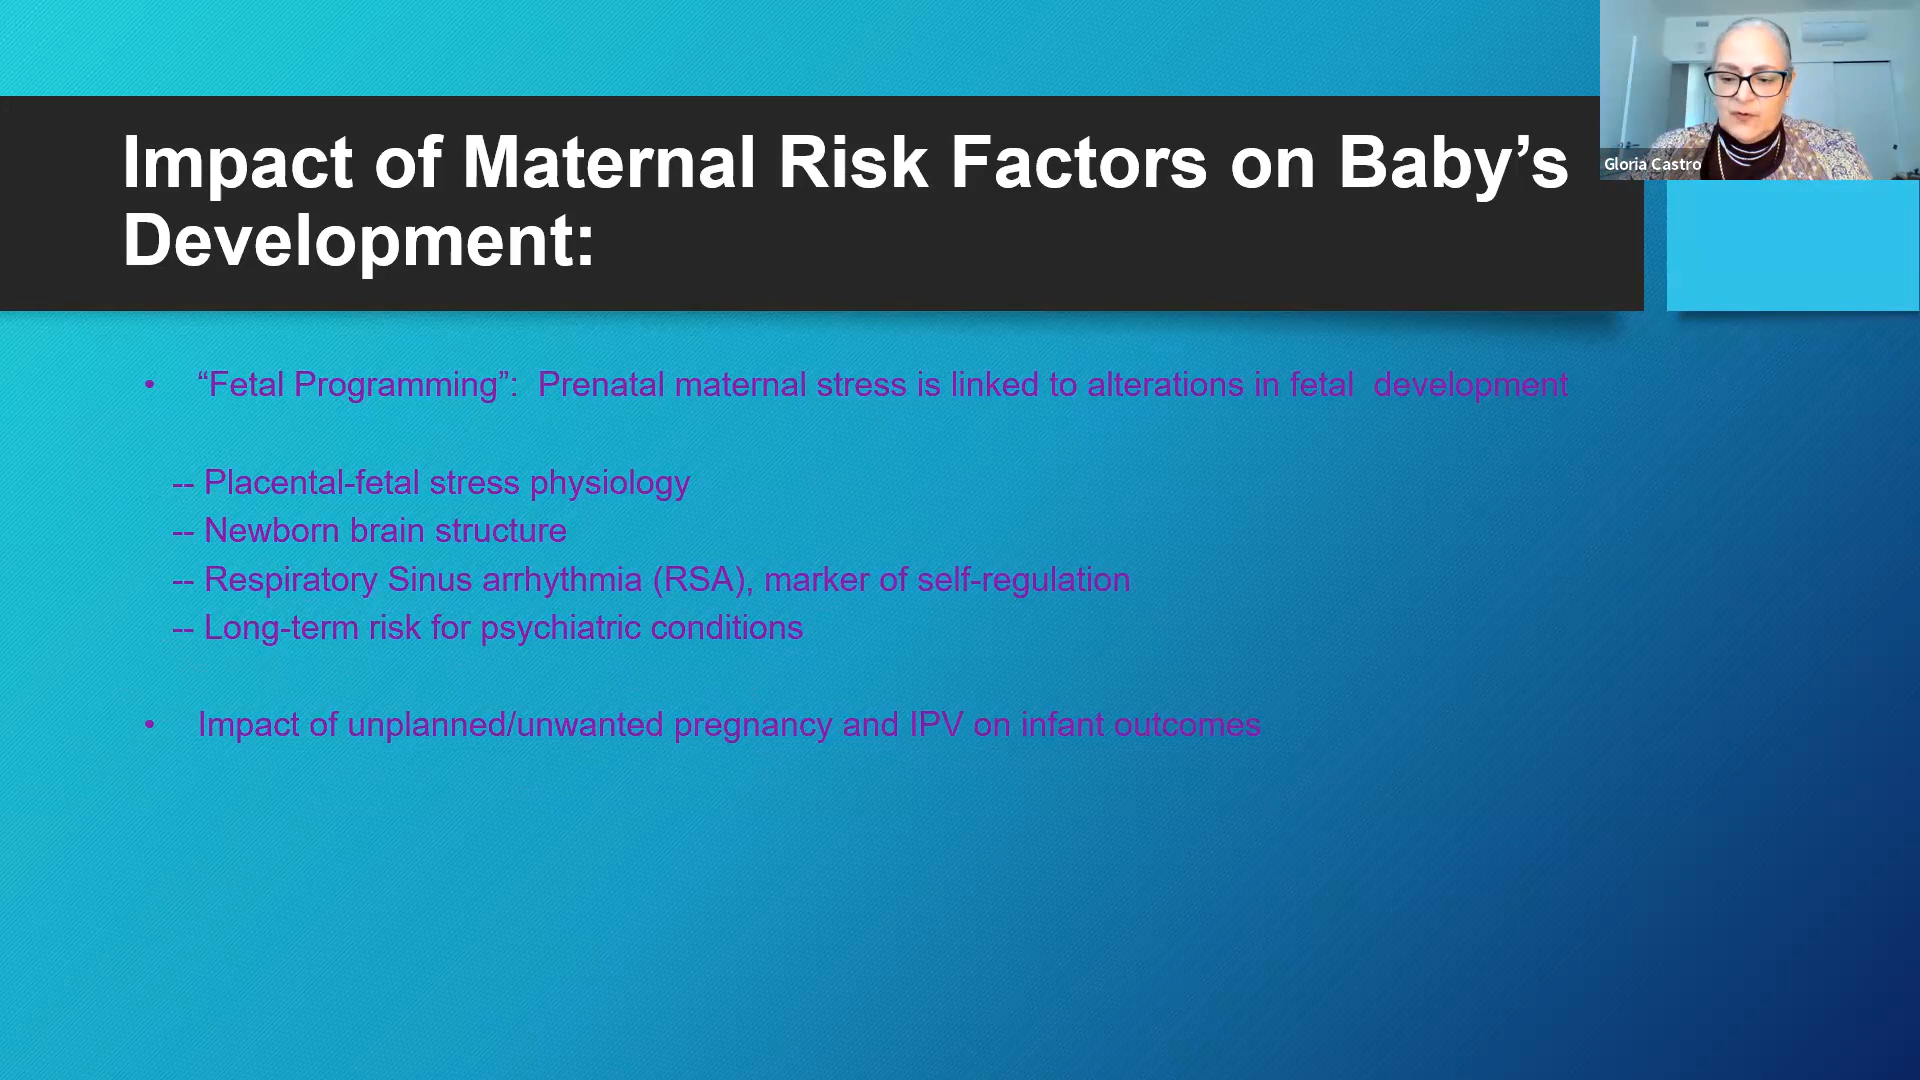 Impact of Maternal Risk Factors on Baby’s
Development:
Gloria Castro
• “Fetal Programming”:  Prenatal maternal stress is linked to alterations in fetal  development
-- Placental-fetal stress physiology
-- Newborn brain structure
-- Respiratory Sinus arrhythmia (RSA), marker of self-regulation
-- Long-term risk for psychiatric conditions
• Impact of unplanned/unwanted pregnancy and IPV on infant outcomes